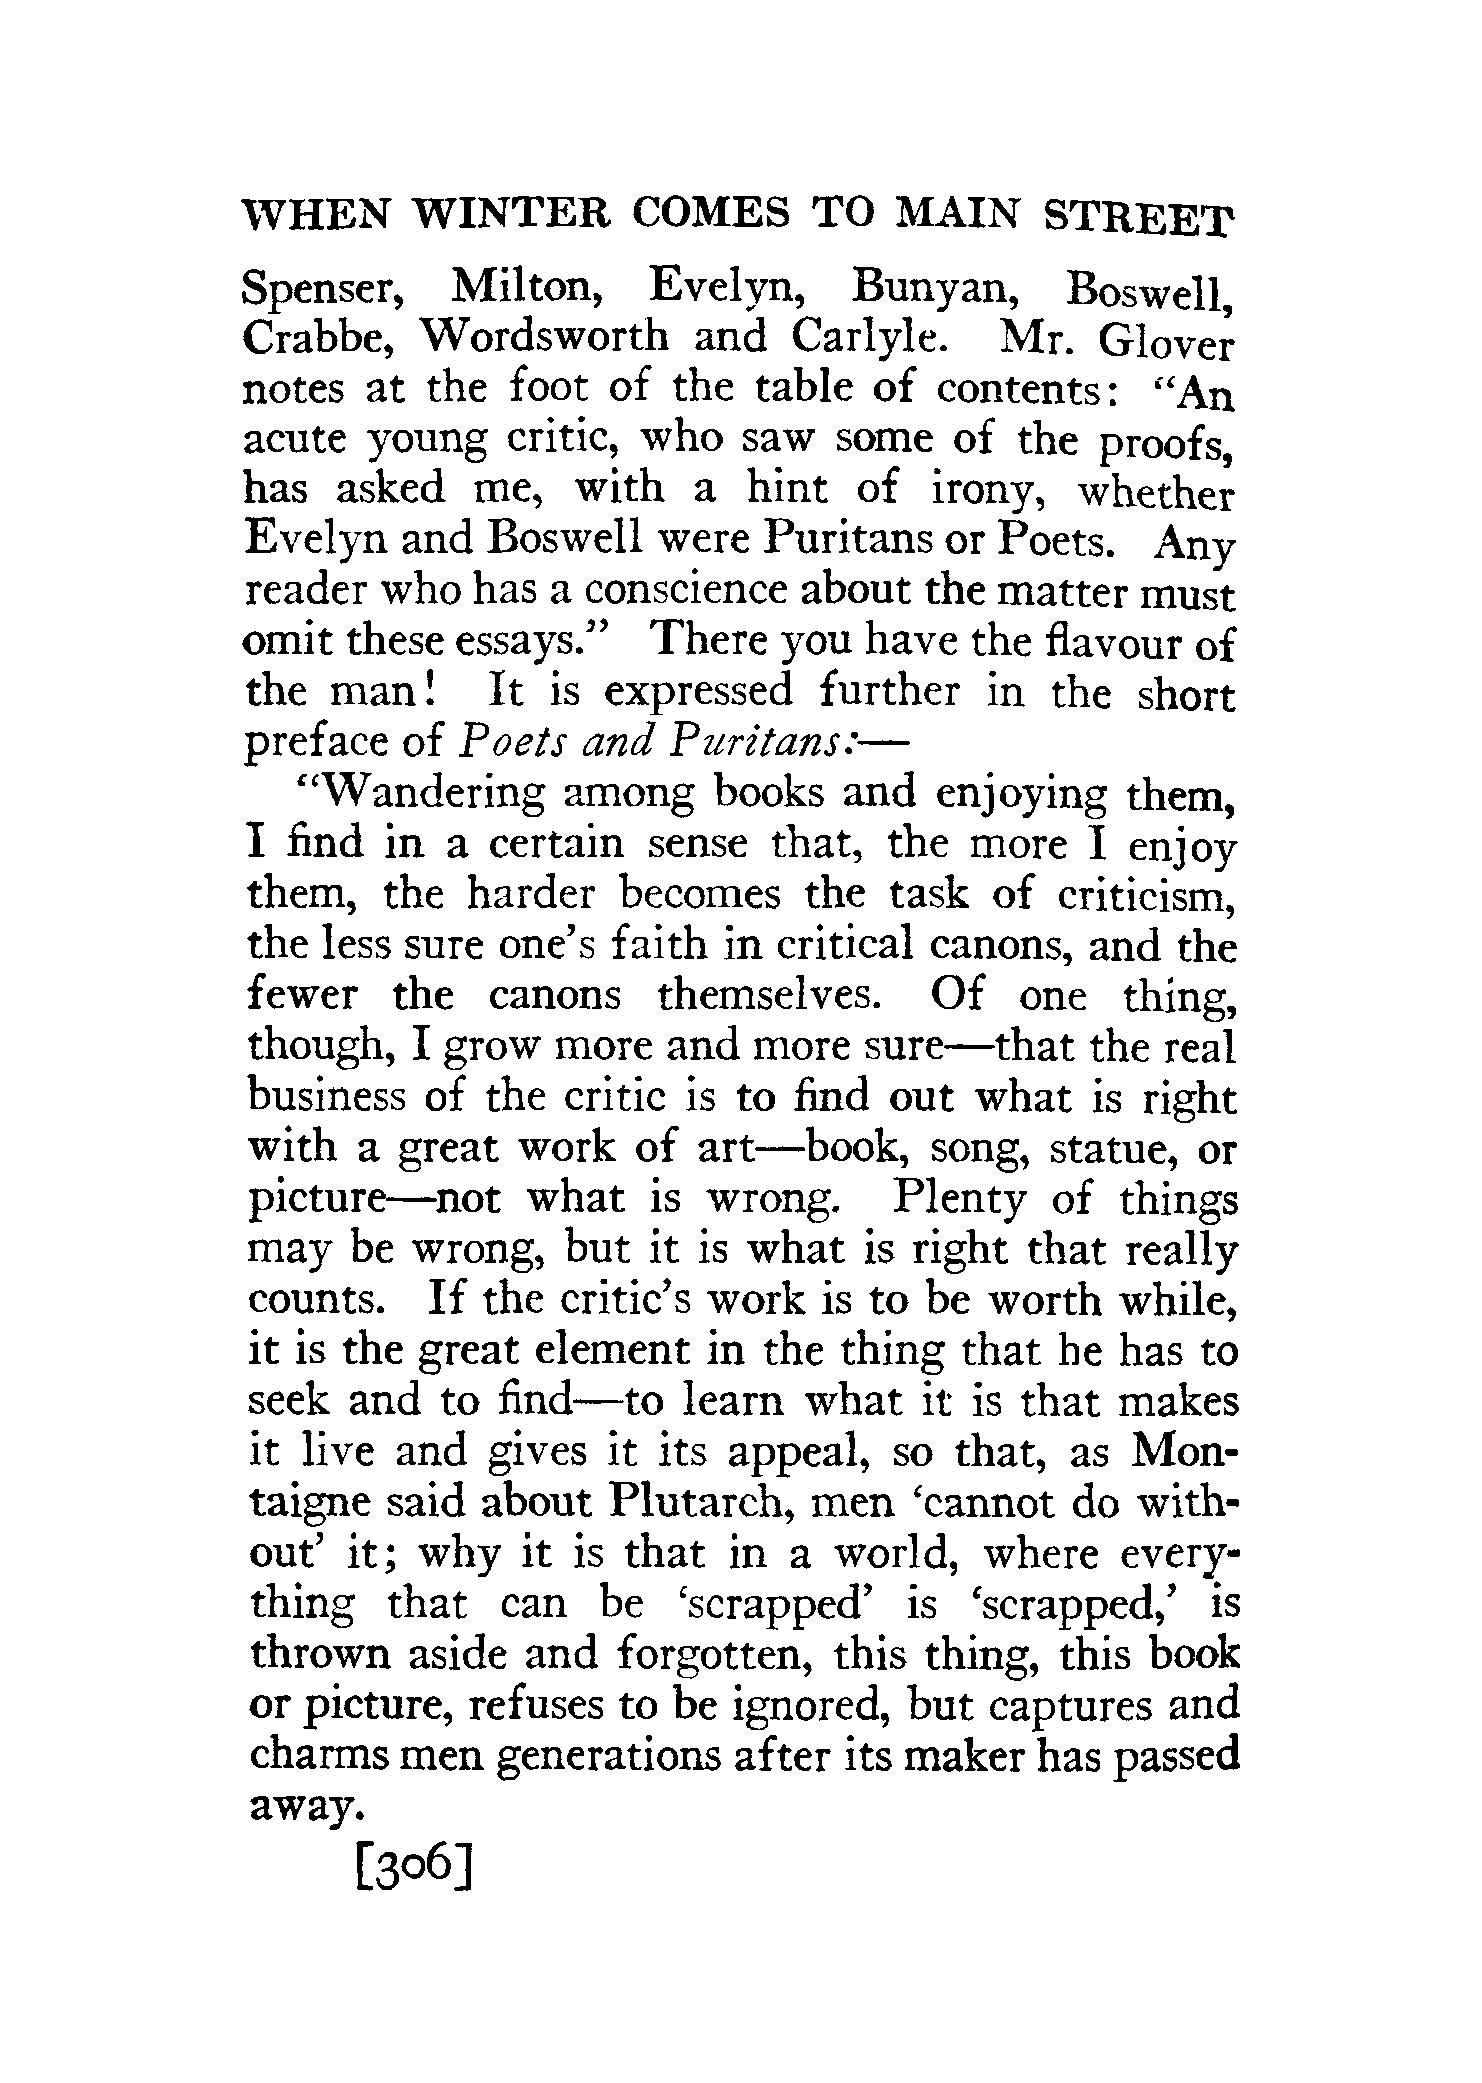 WHEN WINTER COMES TO MAIN STREET
Spenser, Milton, Evelyn, Bunyan, Boswell,
Crabbe, Wordsworth and Carlyle. Mr. Glover
notes at the foot of the table of contents: “An
acute young critic, who saw some of the proofs,
has asked me, with a hint of irony, whether
Evelyn and Boswell were Puritans or Poets. Any
reader who has a conscience about the matter must
omit these essays.” There you have the flavour of
the man! It is expressed further in the short
preface of Poets and Puritans:—
“Wandering among books and enjoying them,
I find in a certain sense that, the more I enjoy
them, the harder becomes the task of criticism,
the less sure one’s faith in critical canons, and the
fewer the canons themselves. Of one thing,
though, I grow more and more sure—that the real
business of the critic is to find out what is right
with a great work of art—book, song, statue, or
picture—not what is wrong. Plenty of things
may be wrong, but it is what is right that really
counts. If the critic’s work is to be worth while,
it is the great element in the thing that he has to
seek and to find—to learn what it is that makes
it live and gives it its appeal, so that, as Mon-
taigne said about Plutarch, men ‘cannot do with-
out’ it; why it is that in a world, where every-
thing that can be ‘scrapped’ is ‘scrapped,’ is
thrown aside and forgotten, this thing, this book
or picture, refuses to be ignored, but captures and
charms men generations after its maker has passed
away.
[306]